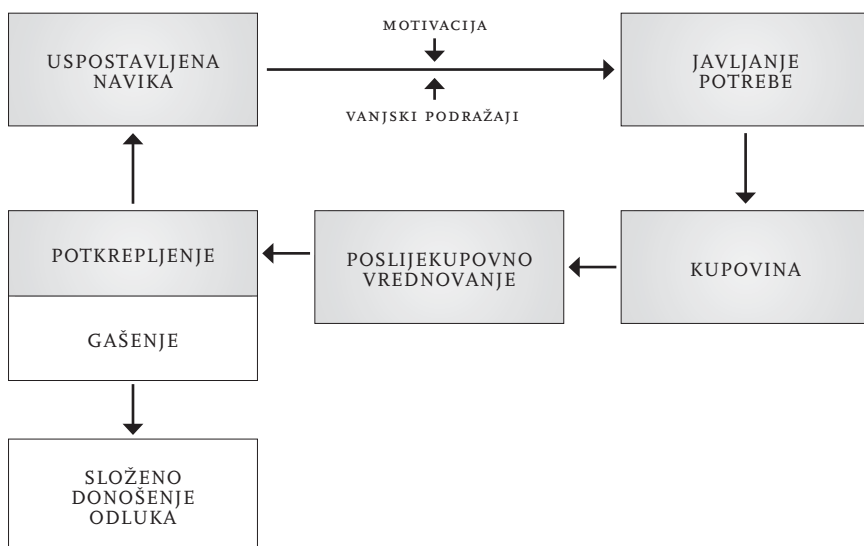 USPOSTAVLJENA
NAVIKA
MOTIVACIJA
VANJSKI PODRAŽAJI
JAVLJANJE
POTREBE
POTKREPLJENJE
GAŠENJE
POSLIJEKUPOVNO
VREDNOVANJE
KUPOVINA
SLOŽENO
DONOŠENJE
ODLUKA